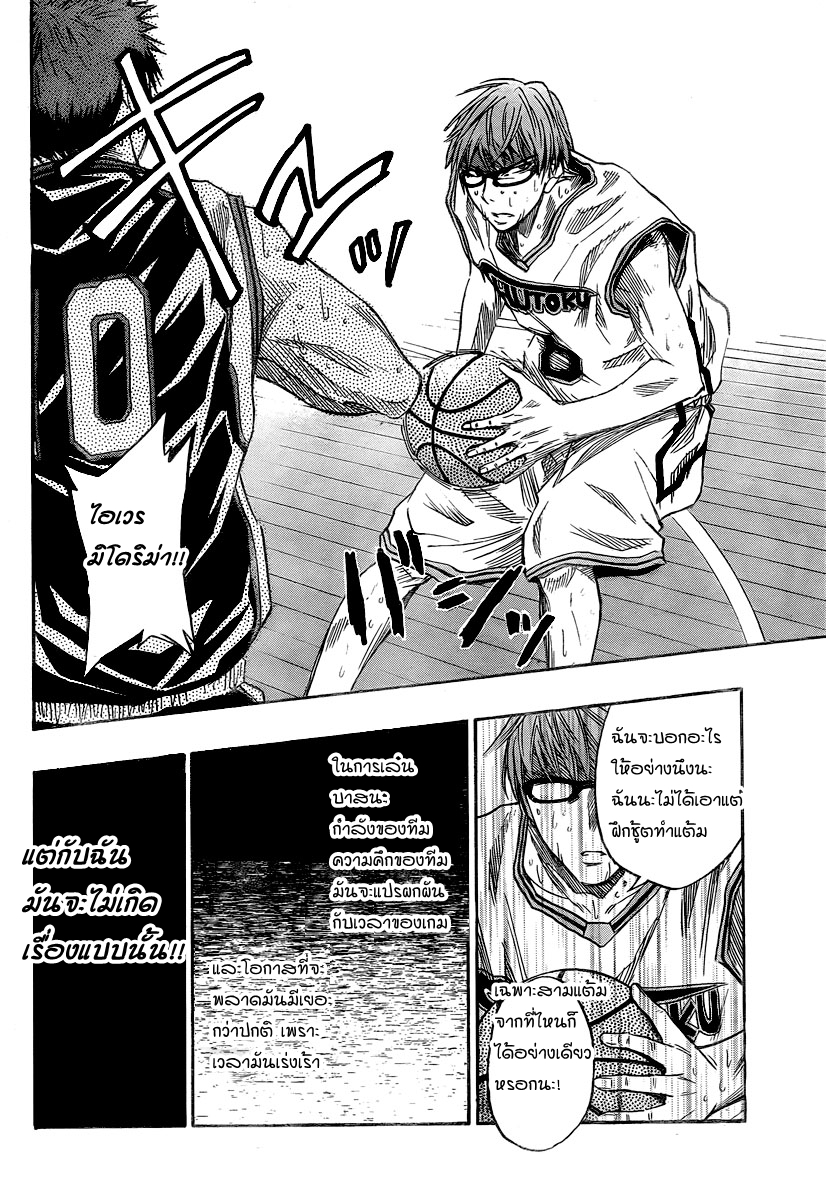 キッ
0
SHUTOKU
6
ไอเวร
มิโดริม่า!!
ฉันจะบอกอะไร
ให้อย่างนึงนะ
ฉันนะไม่ได้เอาแต่
ฝึกชู้ตทำแต้ม
เฉพาะสามแต้ม
จากที่ไหนก็
ได้อย่างเดียว
หรอกนะ!
ในการเล่น
ปาสนะ
กำลังของทีม
ความคึกของทีม
มันจะแปรผกผัน
กับเวลาของเกม
และโอกาสที่จะ
พลาดมันมีเยอะ
กว่าปกติ เพราะ
เวลามันเร่งเร้า
แต่กับฉัน
มันจะไม่เกิด
เรื่องแบบนั้น!!